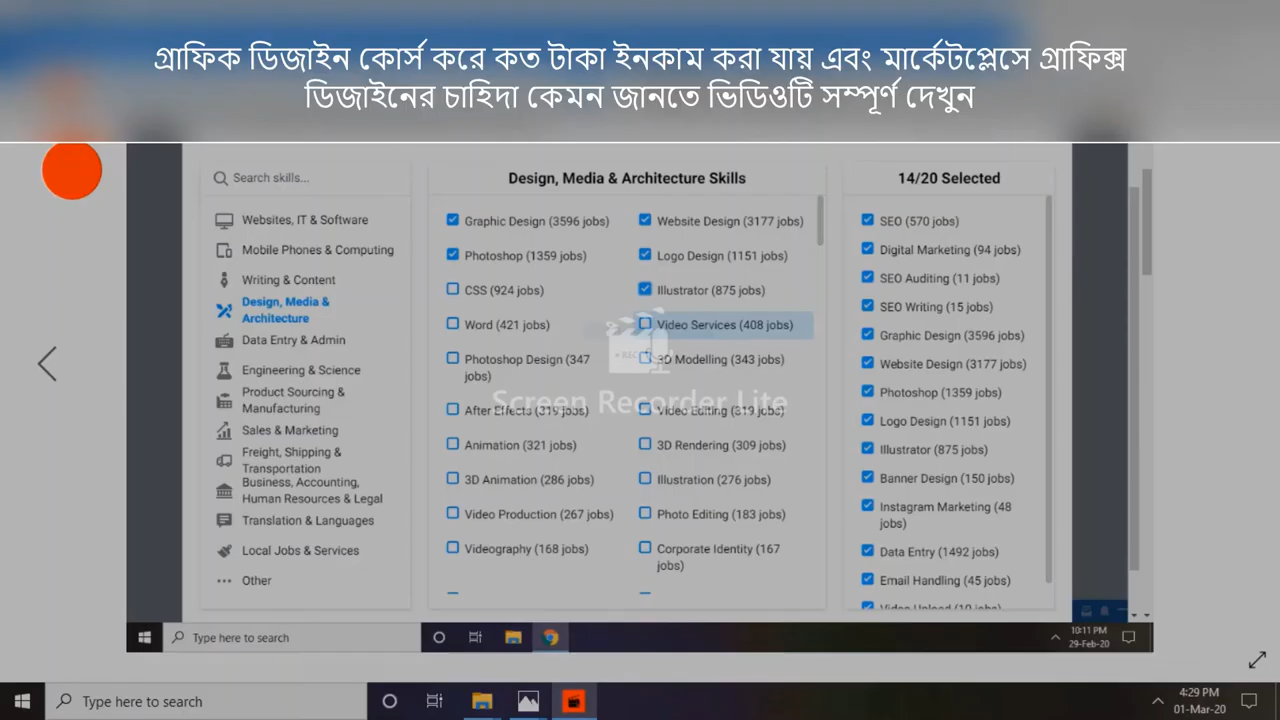 গ্রাফিক ডিজাইন কোর্স করে কত টাকা ইনকাম করা যায় এবং মার্কেটপ্লেসে গ্রাফিক্স
ডিজাইনের চাহিদা কেমন জানতে ভিডিওটি সম্পূর্ণ দেখুন
Search skills...
Websites, IT & Software
Mobile Phones & Computing
Writing & Content
Design, Media &
Architecture
Data Entry & Admin
Engineering & Science
Product Sourcing &
Manufacturing
Sales & Marketing
Freight, Shipping &
Transportation
Business, Accounting,
Human Resources & Legal
Translation & Languages
Local Jobs & Services
Other
Design, Media & Architecture Skills
Graphic Design (3596 jobs)
Website Design (3177 jobs)
Photoshop (1359 jobs)
Logo Design (1151 jobs)
CSS (924 jobs)
Illustrator (875 jobs)
Word (421 jobs)
Video Services (408 jobs)
Photoshop Design (347
jobs)
3D Modelling (343 jobs)
After Effects (319 jobs)
Video Editing (319 jobs)
Animation (321 jobs)
3D Rendering (309 jobs)
3D Animation (286 jobs)
Illustration (276 jobs)
Video Production (267 jobs)
Photo Editing (183 jobs)
Videography (168 jobs)
Corporate Identity (167
jobs)
14/20 Selected
SEO (570 jobs)
Digital Marketing (94 jobs)
SEO Auditing (11 jobs)
SEO Writing (15 jobs)
Graphic Design (3596 jobs)
Website Design (3177 jobs)
Photoshop (1359 jobs)
Logo Design (1151 jobs)
Illustrator (875 jobs)
Banner Design (150 jobs)
Instagram Marketing (48
jobs)
Data Entry (1492 jobs)
Email Handling (45 jobs)
Video Upload (10 jobs)
REC
Screen Recorder Lite
Type here to search
10:11 PM
29-Feb-20
Type here to search
4:29 PM
01-Mar-20